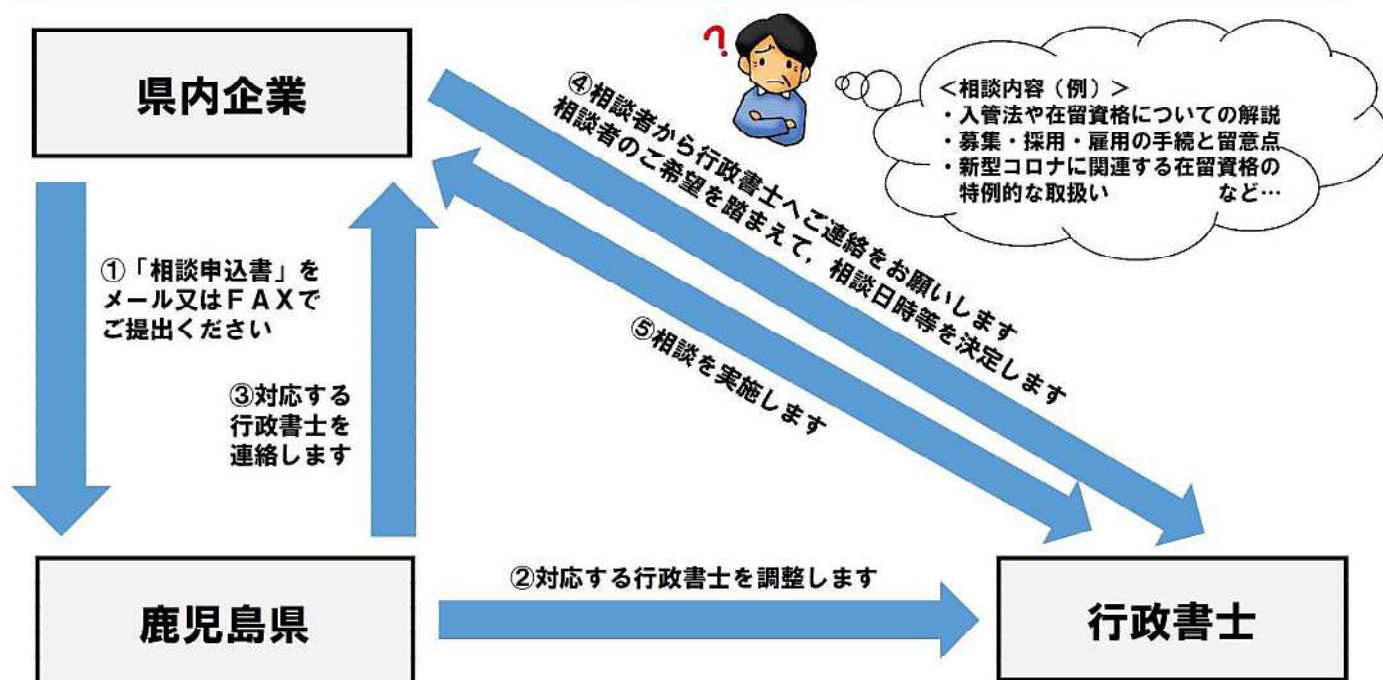 県内企業
?
④相談者から行政書士へご連絡をお願いします
相談者のご希望を踏まえて，相談日時等を決定します
＜相談内容（例）＞
・入管法や在留資格についての解説
・募集・採用・雇用の手続と留意点
・新型コロナに関連する在留資格の
特例的な取扱い　など…
①「相談申込書」を
メール又はＦＡＸで
ご提出ください
③対応する
行政書士を
連絡します
⑤相談を実施します
②対応する行政書士を調整します
鹿児島県
行政書士